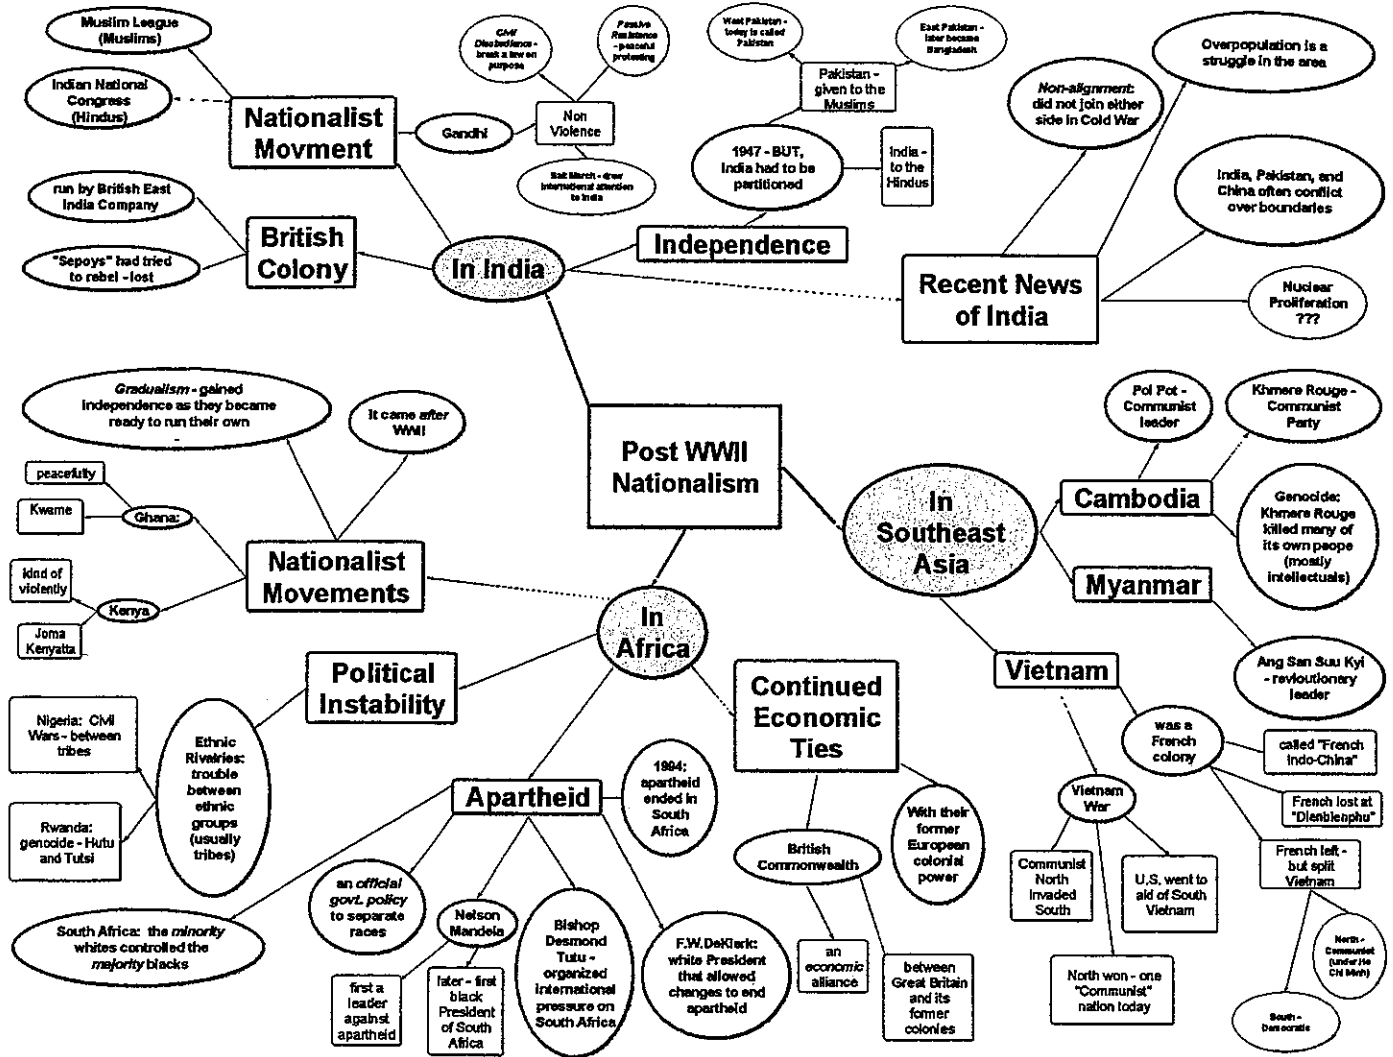 Muslim League
(Muslims)
Indian National
Congress
(Hindus)
Nationalist
Movment
Gandhi
Civil
Disobedience -
break a law on
purpose
Passive
Resistance
- peaceful
protesting
Non
Violence
Salt March - drew
international attention
to India
West Pakistan -
today is called
Pakistan
East Pakistan -
later became
Bangladesh
Pakistan -
given to the
Muslims
1947 - BUT,
India had to be
partitioned
India -
to the
Hindus
Independence
Non-alignment:
did not join either
side in Cold War
Overpopulation is a
struggle in the area
India, Pakistan, and
China often conflict
over boundaries
Nuclear
Proliferation
???
Recent News
of India
run by British East
India Company
"Sepoys" had tried
to rebel - lost
British
Colony
In India
Post WWII
Nationalism
Gradualism - gained
independence as they became
ready to run their own
-
It came after
WWII
peacefully
Kwame
Ghana:
kind of
violently
Kenya
Joma
Kenyatta
Nationalist
Movements
In
Africa
Political
Instability
Nigeria: Civil
Wars - between
tribes
Rwanda:
genocide - Hutu
and Tutsi
Ethnic
Rivalries:
trouble
between
ethnic
groups
(usually
tribes)
Apartheid
1994:
apartheid
ended in
South
Africa
South Africa: the minority
whites controlled the
majority blacks
an official
govt. policy
to separate
races
Nelson
Mandela
first a
leader
against
apartheid
later - first
black
President
of South
Africa
Bishop
Desmond
Tutu -
organized
international
pressure on
South Africa
F.W.DeKlerk:
white President
that allowed
changes to end
apartheid
Continued
Economic
Ties
British
Commonwealth
With their
former
European
colonial
power
an
economic
alliance
between
Great Britain
and its
former
colonies
In
Southeast
Asia
Cambodia
Pol Pot -
Communist
leader
Khmere Rouge -
Communist
Party
Genocide:
Khmere Rouge
killed many of
its own peope
(mostly
intellectuals)
Myanmar
Ang San Suu Kyi
- revloutionary
leader
Vietnam
was a
French
colony
called "French
Indo-China"
French lost at
"Dienbienphu"
French left -
but split
Vietnam
North -
Communist
(under Ho
Chi Minh)
South -
Democratic
Vietnam
War
Communist
North
Invaded
South
U.S. went to
aid of South
Vietnam
North won - one
"Communist"
nation today